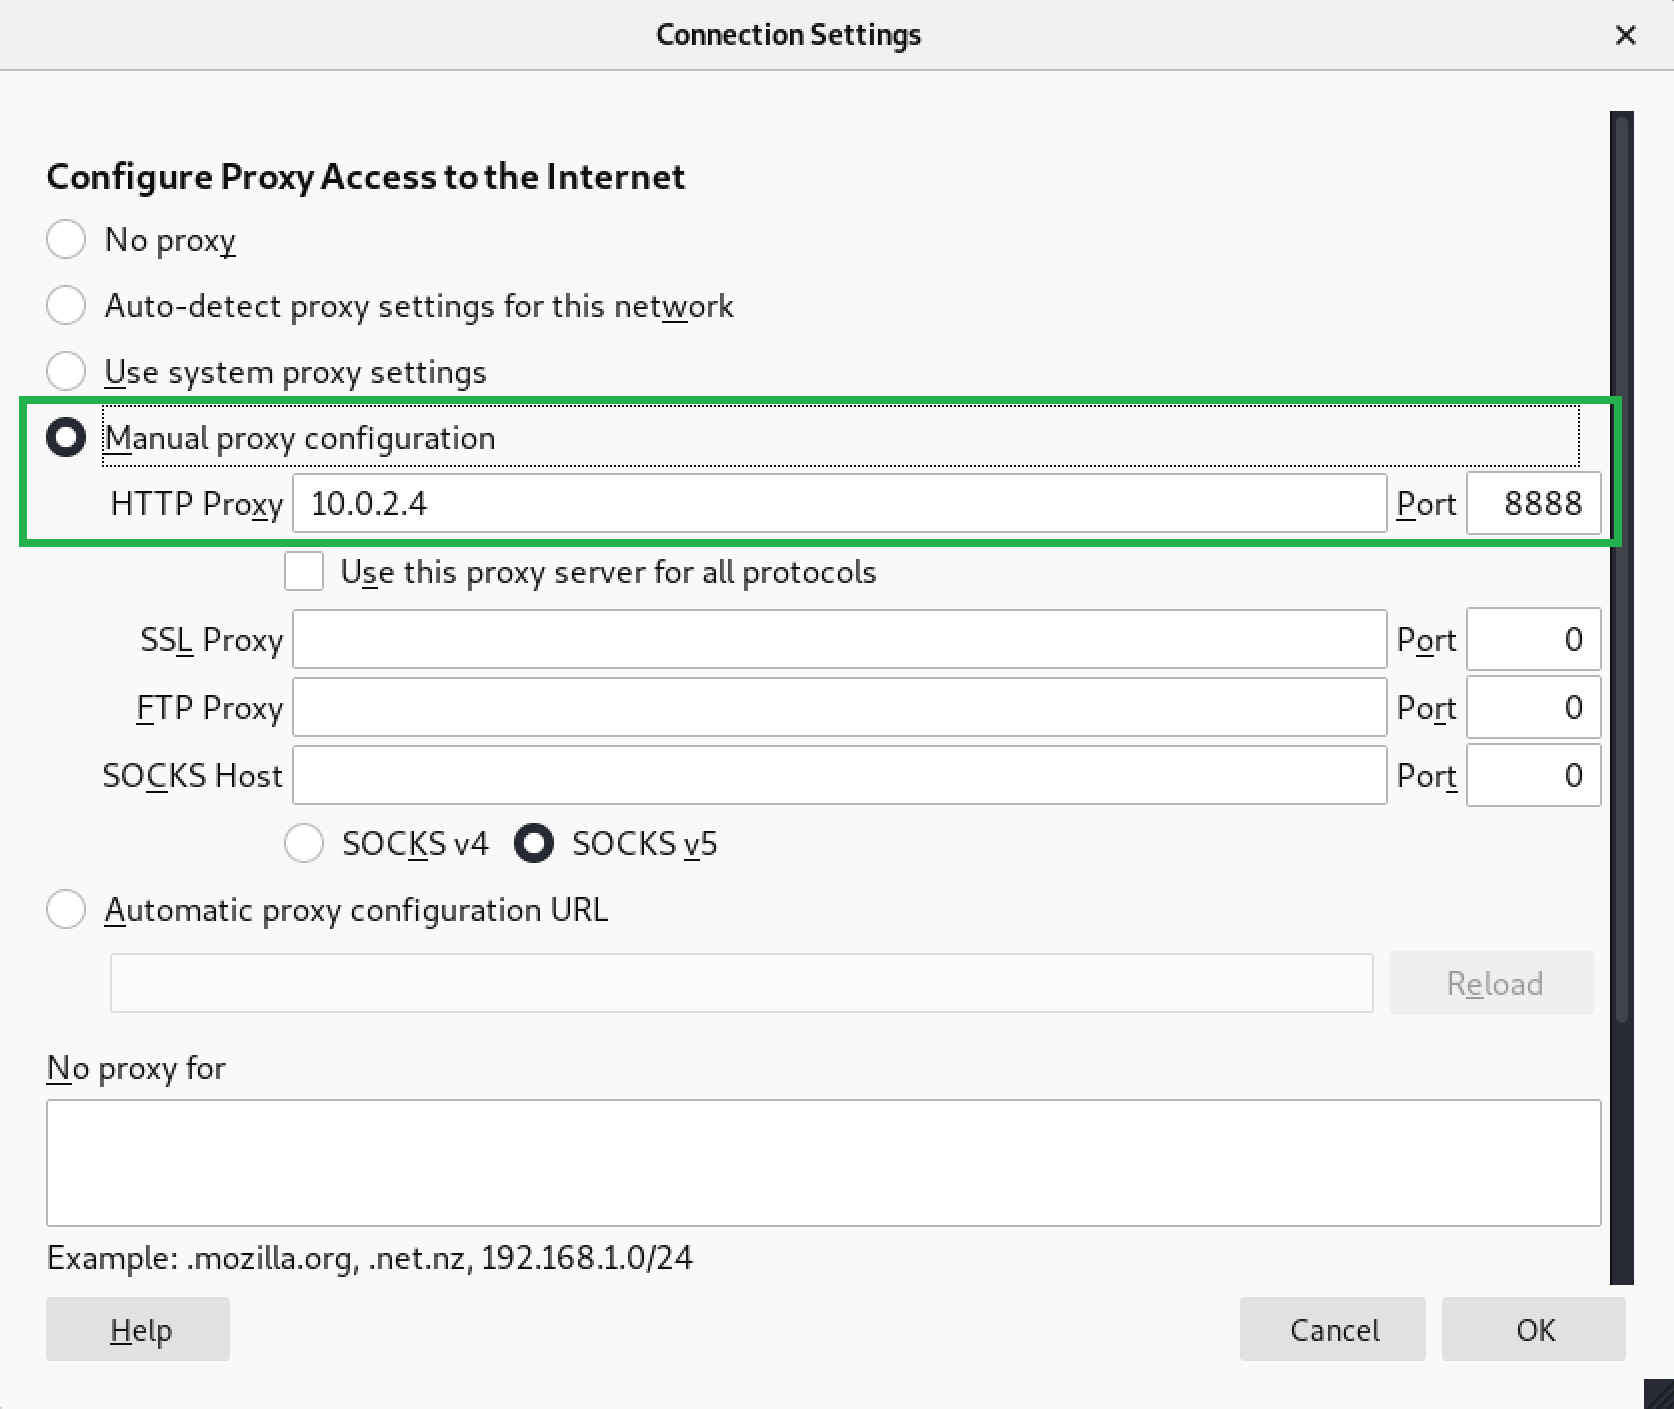 Connection Settings
Configure Proxy Access to the Internet
No proxy
Auto-detect proxy settings for this network
Use system proxy settings
Manual proxy configuration
HTTP Proxy 10.0.2.4 Port 8888
Use this proxy server for all protocols
SSL Proxy Port 0
FTP Proxy Port 0
SOCKS Host Port 0
SOCKS v4 SOCKS v5
Automatic proxy configuration URL
Reload
No proxy for
Example: .mozilla.org, .net.nz, 192.168.1.0/24
Help Cancel OK